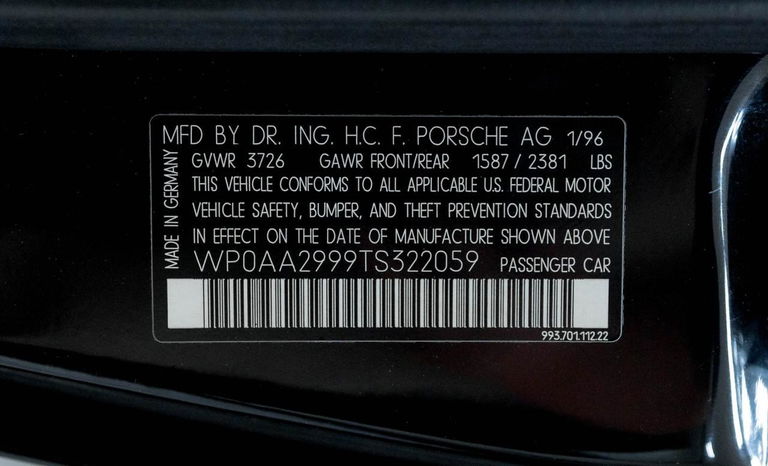 MFD BY DR. ING. H.C. F. PORSCHE AG 1/96
GVWR 3726 GAWR FRONT/REAR 1587 / 2381 LBS
THIS VEHICLE CONFORMS TO ALL APPLICABLE U.S. FEDERAL MOTOR
VEHICLE SAFETY, BUMPER, AND THEFT PREVENTION STANDARDS
IN EFFECT ON THE DATE OF MANUFACTURE SHOWN ABOVE
WP0AA2999TS322059 PASSENGER CAR
993.701.112.22
MADE IN GERMANY